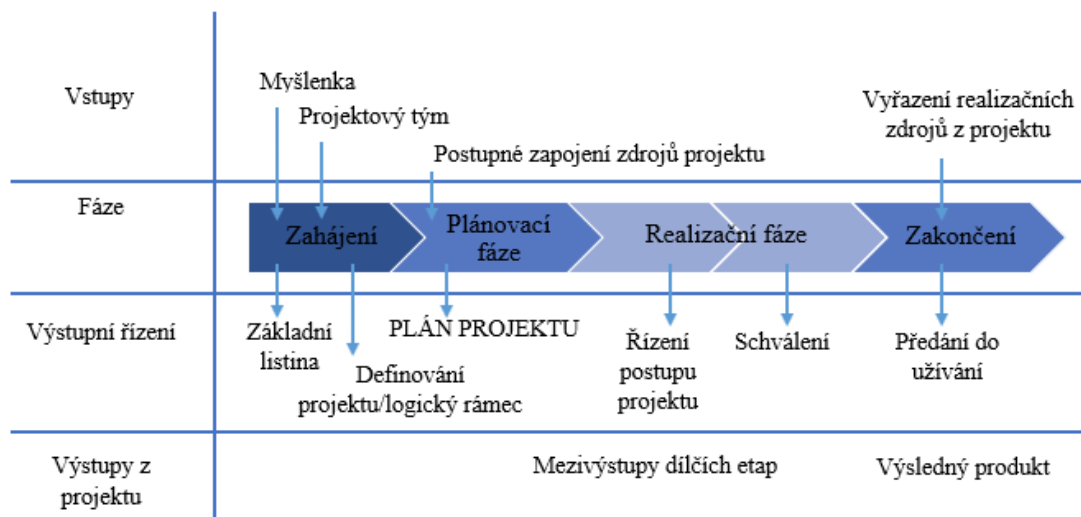 Vstupy
Myšlenka
Projektový tým
Postupné zapojení zdrojů projektu
Vyřazení realizačních
zdrojů z projektu
Fáze
Zahájení
Plánovací
fáze
Realizační fáze
Zakončení
Výstupní řízení
Základní
listina
Definování
projektu/logický rámec
PLÁN PROJEKTU
Řízení
postupu
projektu
Schválení
Předání do
užívání
Výstupy z
projektu
Mezivýstupy dílčích etap
Výsledný produkt